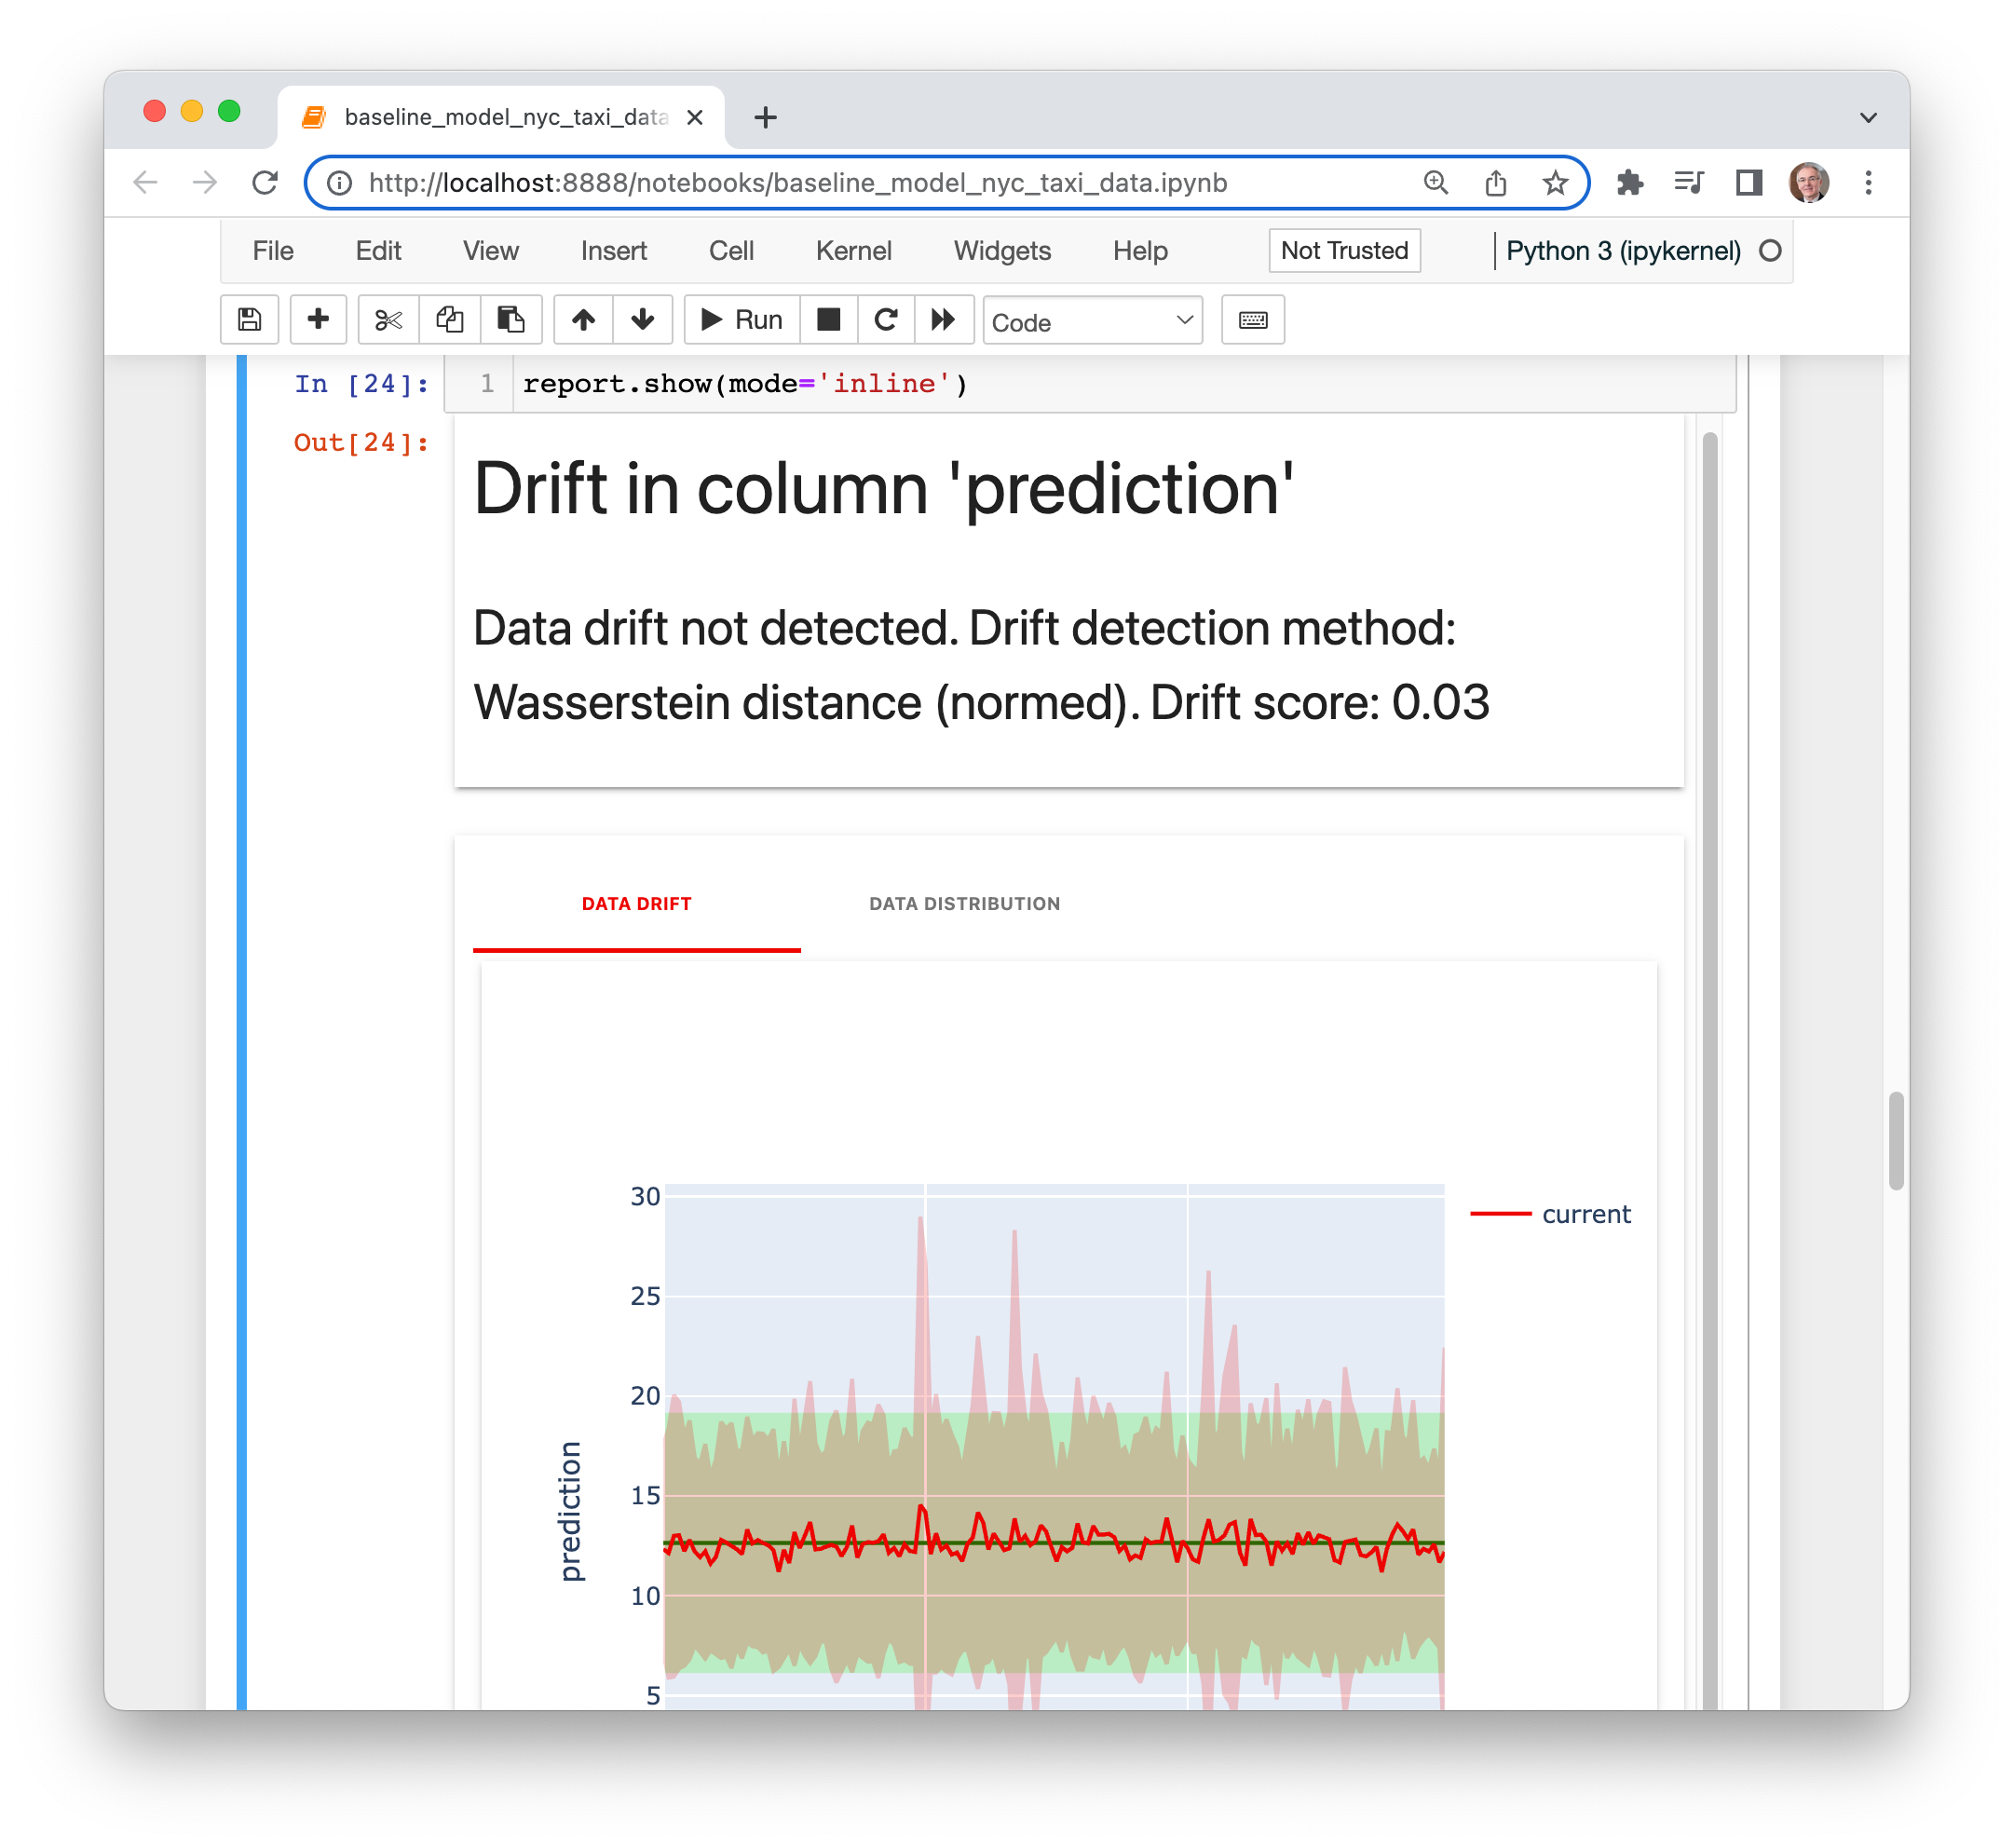 baseline_model_nyc_taxi_data
http://localhost:8888/notebooks/baseline_model_nyc_taxi_data.ipynb
File Edit View Insert Cell Kernel Widgets Help Not Trusted Python 3 (ipykernel)
Run Code
In [24]: 1 report.show(mode='inline')
Out[24]:
Drift in column 'prediction'
Data drift not detected. Drift detection method:
Wasserstein distance (normed). Drift score: 0.03
DATA DRIFT DATA DISTRIBUTION
30
current
25
20
15
prediction
10
5